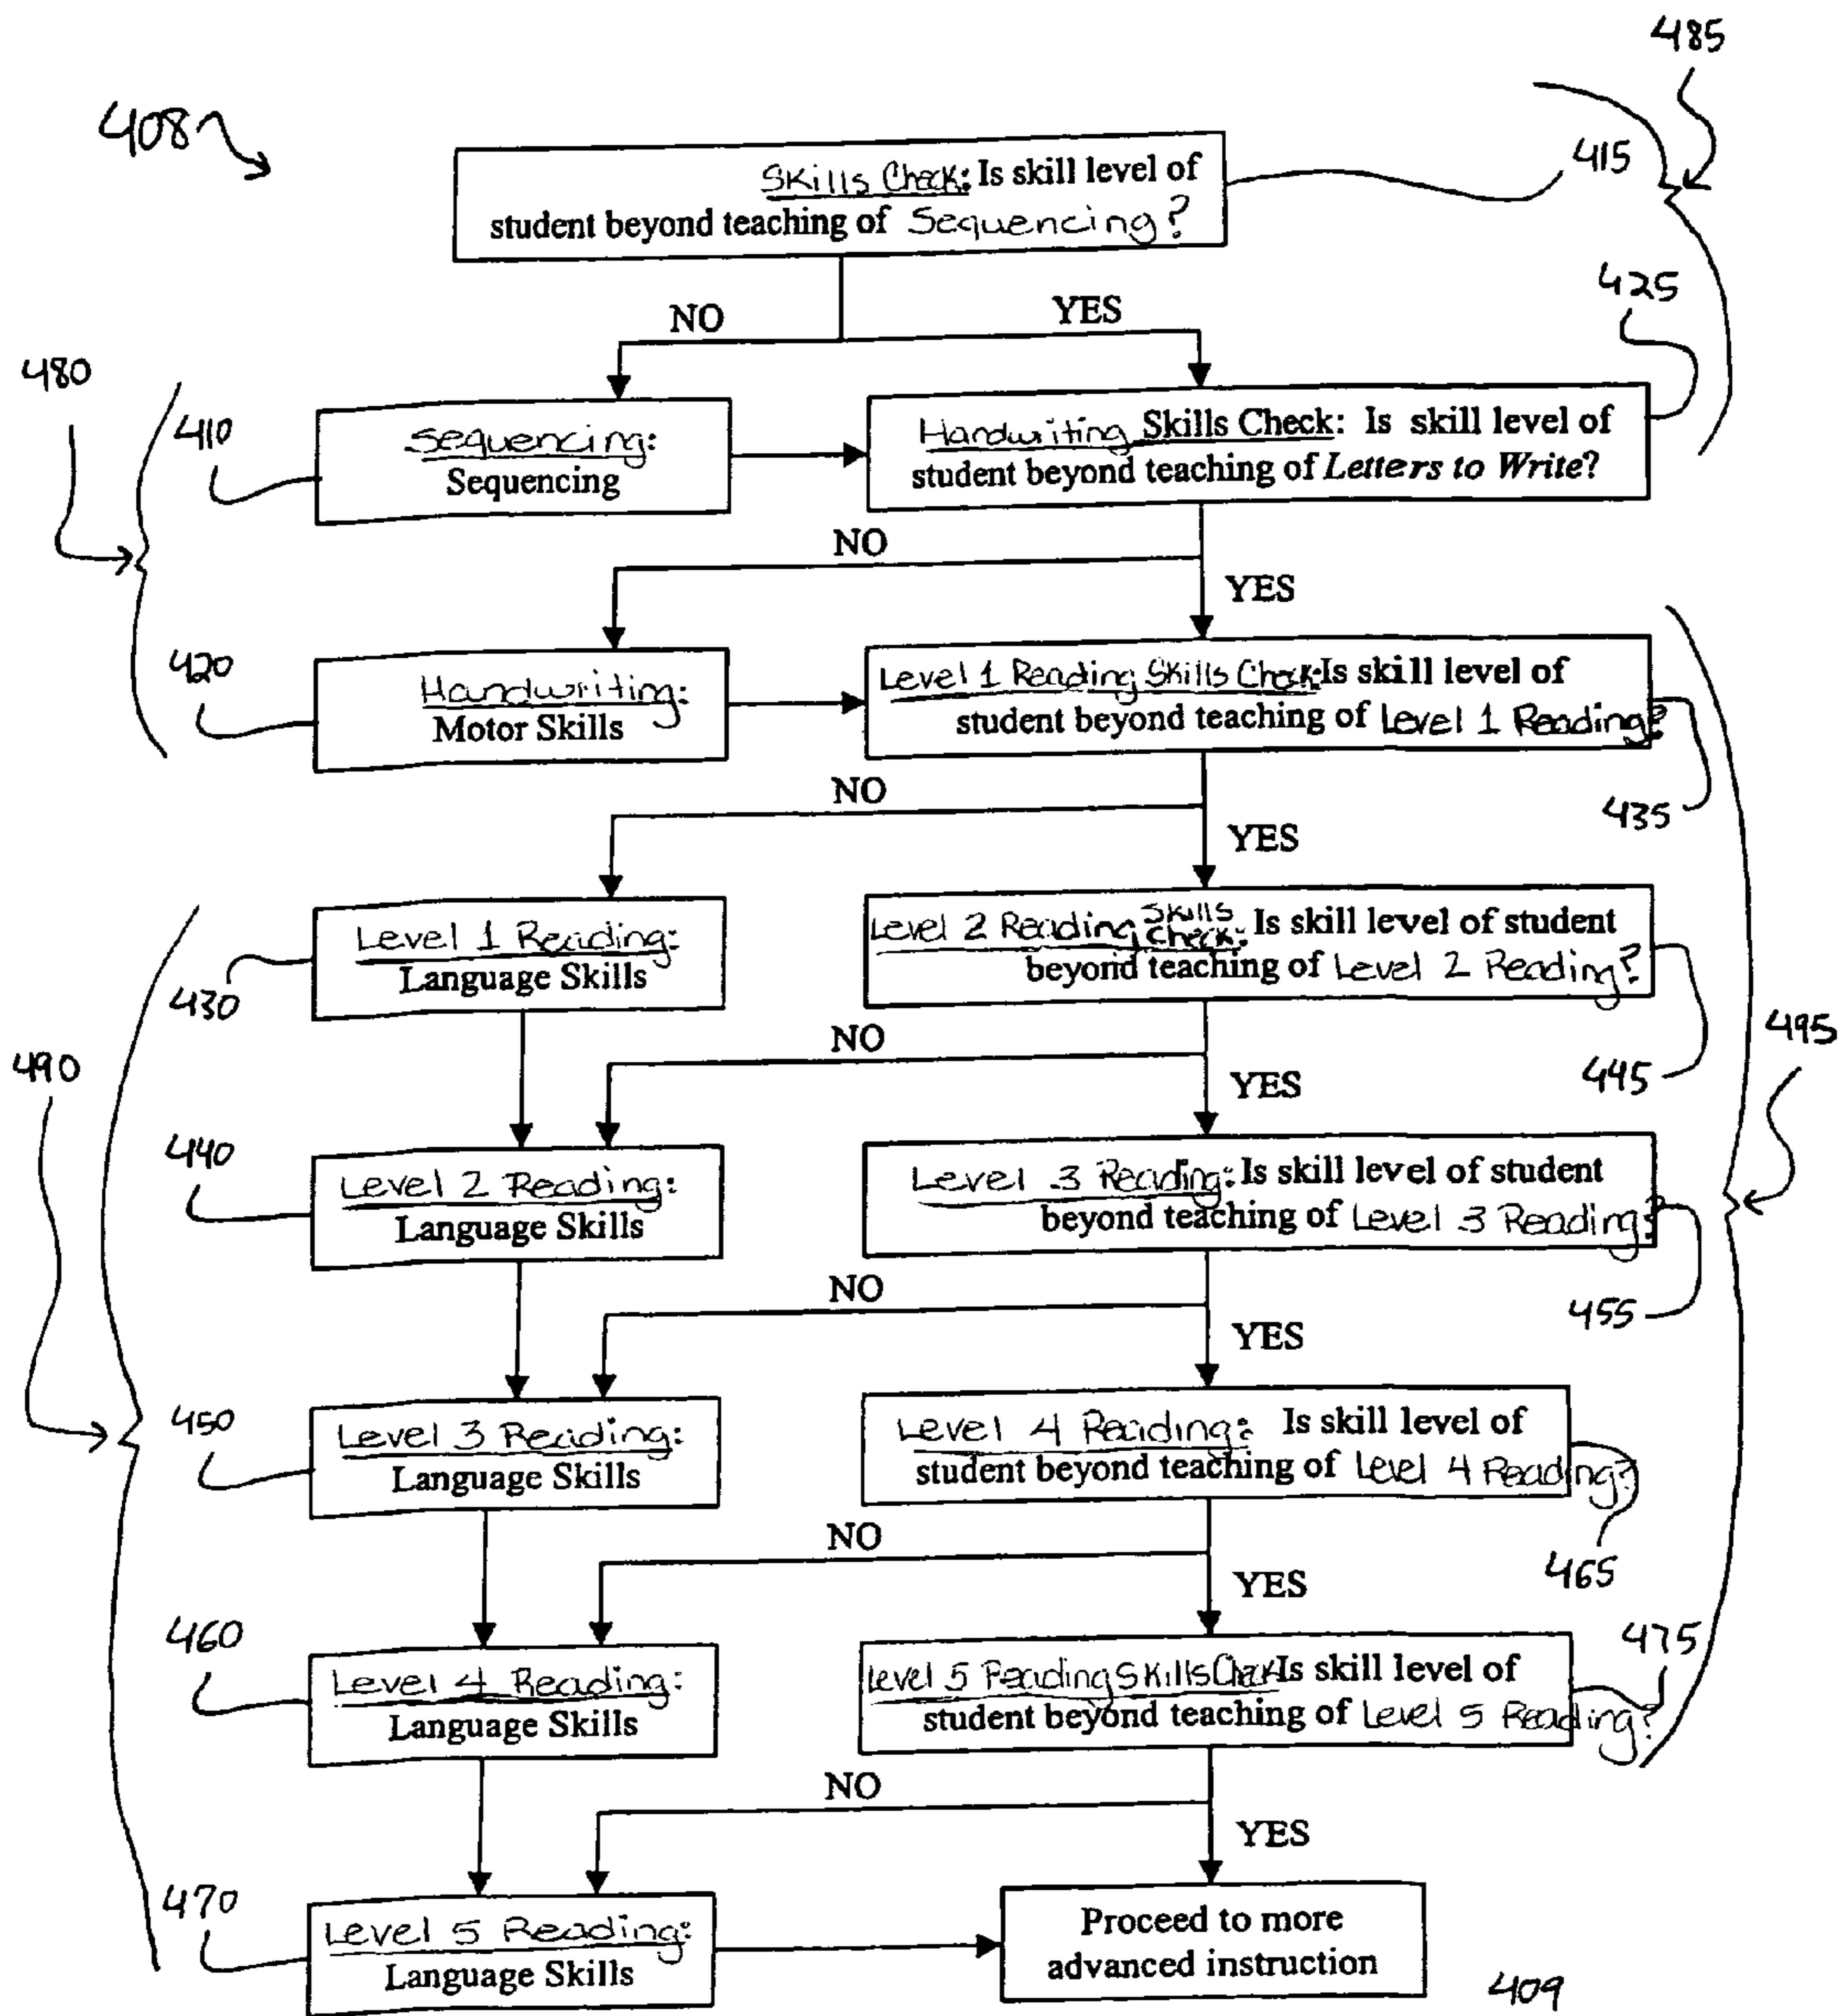 485
408
415
Skills Check: Is skill level of
student beyond teaching of Sequencing?
425
NO
YES
480
410
Sequencing:
Sequencing
Handwriting Skills Check: Is skill level of
student beyond teaching of Letters to Write?
NO
YES
420
Handwriting:
Motor Skills
Level 1 Reading Skills Check: Is skill level of
student beyond teaching of Level 1 Reading?
435
NO
YES
430
Level 1 Reading:
Language Skills
Level 2 Reading Skills Check: Is skill level of student
beyond teaching of Level 2 Reading?
445
495
490
NO
YES
440
Level 2 Reading:
Language Skills
Level 3 Reading: Is skill level of student
beyond teaching of Level 3 Reading?
455
NO
YES
450
Level 3 Reading:
Language Skills
Level 4 Reading: Is skill level of
student beyond teaching of Level 4 Reading?
465
NO
YES
460
Level 4 Reading:
Language Skills
Level 5 Reading Skills Check Is skill level of
student beyond teaching of Level 5 Reading?
475
NO
YES
470
Level 5 Reading:
Language Skills
Proceed to more
advanced instruction
409